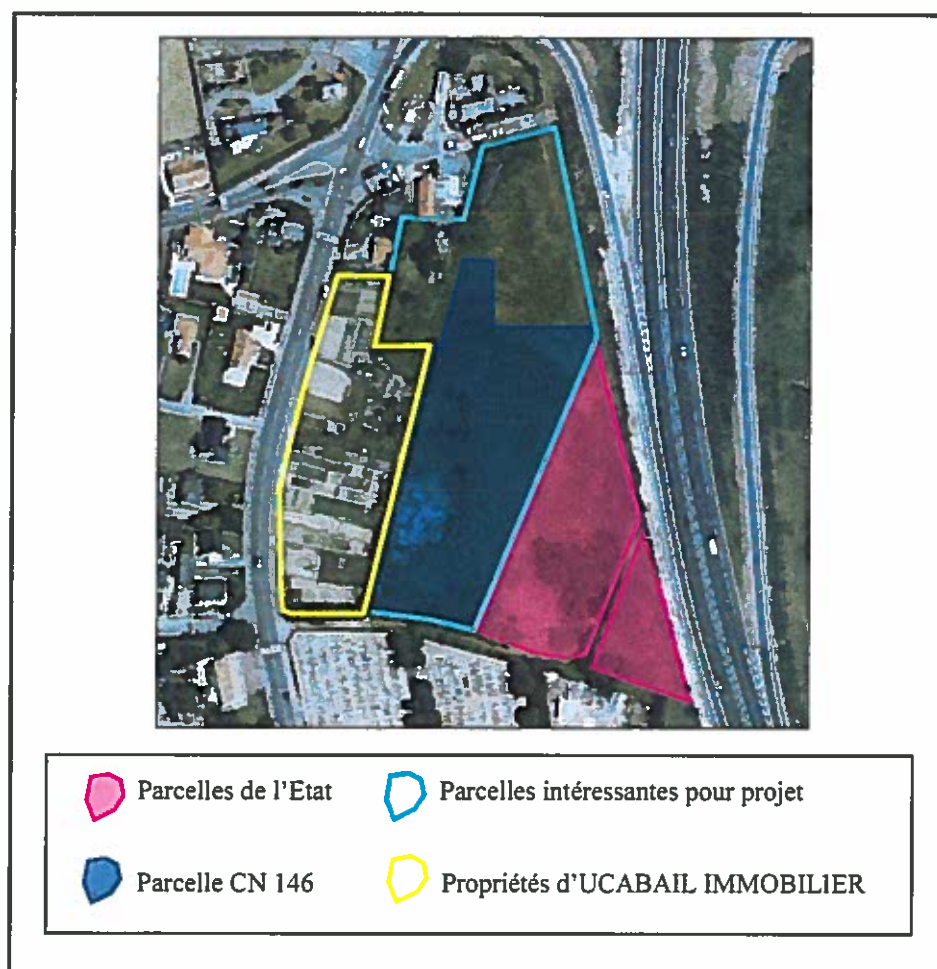 Parcelles de l'Etat
Parcelles intéressantes pour projet
Parcelle CN 146
Propriétés d'UCABAIL IMMOBILIER